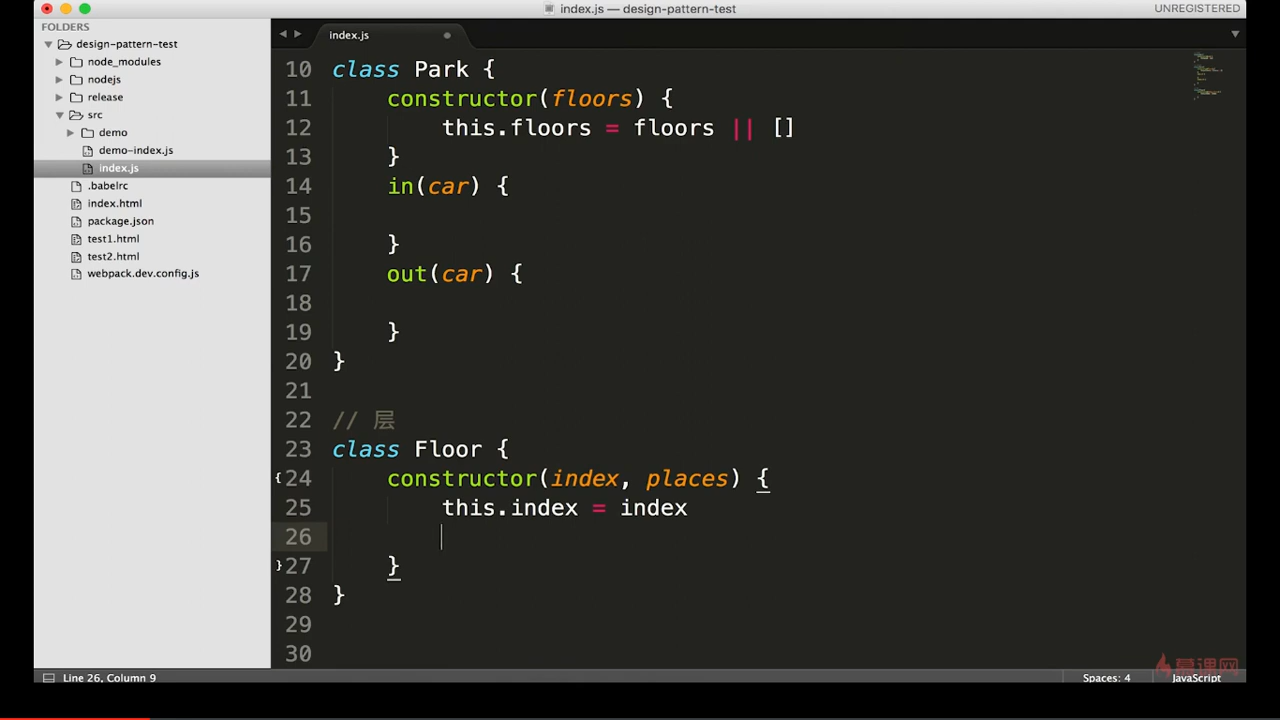 index.js — design-pattern-test
UNREGISTERED
FOLDERS
design-pattern-test
node_modules
nodejs
release
src
demo
demo-index.js
index.js
.babelrc
index.html
package.json
test1.html
test2.html
webpack.dev.config.js
index.js
10 class Park {
11 constructor(floors) {
12 this.floors = floors || []
13 }
14 in(car) {
15
16 }
17 out(car) {
18
19 }
20 }
21
22 // 层
23 class Floor {
24 constructor(index, places) {
25 this.index = index
26
27 }
28 }
29
30
慕课网
Line 26, Column 9
Spaces: 4
JavaScript